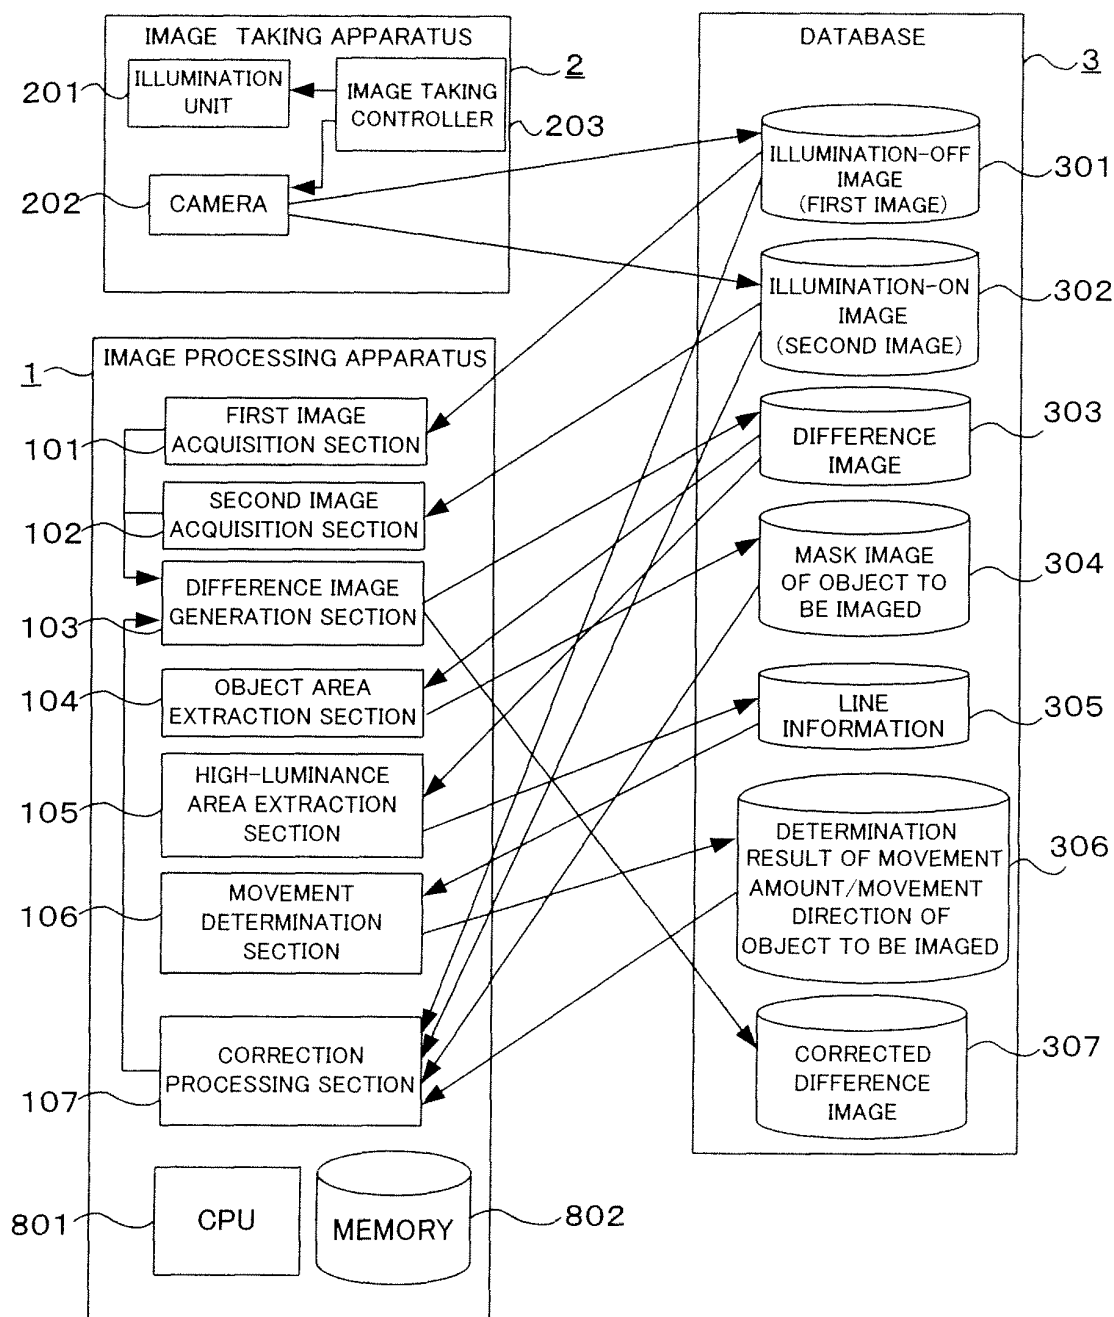 IMAGE TAKING APPARATUS
201
ILLUMINATION
UNIT
IMAGE TAKING
CONTROLLER
2
203
202
CAMERA
DATABASE
3
ILLUMINATION-OFF
IMAGE
(FIRST IMAGE)
301
ILLUMINATION-ON
IMAGE
(SECOND IMAGE)
302
DIFFERENCE
IMAGE
303
MASK IMAGE
OF OBJECT TO
BE IMAGED
304
LINE
INFORMATION
305
DETERMINATION
RESULT OF MOVEMENT
AMOUNT/MOVEMENT
DIRECTION OF
OBJECT TO BE IMAGED
306
CORRECTED
DIFFERENCE
IMAGE
307
1
IMAGE PROCESSING APPARATUS
101
FIRST IMAGE
ACQUISITION SECTION
102
SECOND IMAGE
ACQUISITION SECTION
103
DIFFERENCE IMAGE
GENERATION SECTION
104
OBJECT AREA
EXTRACTION SECTION
105
HIGH-LUMINANCE
AREA EXTRACTION
SECTION
106
MOVEMENT
DETERMINATION
SECTION
107
CORRECTION
PROCESSING SECTION
801
CPU
MEMORY
802